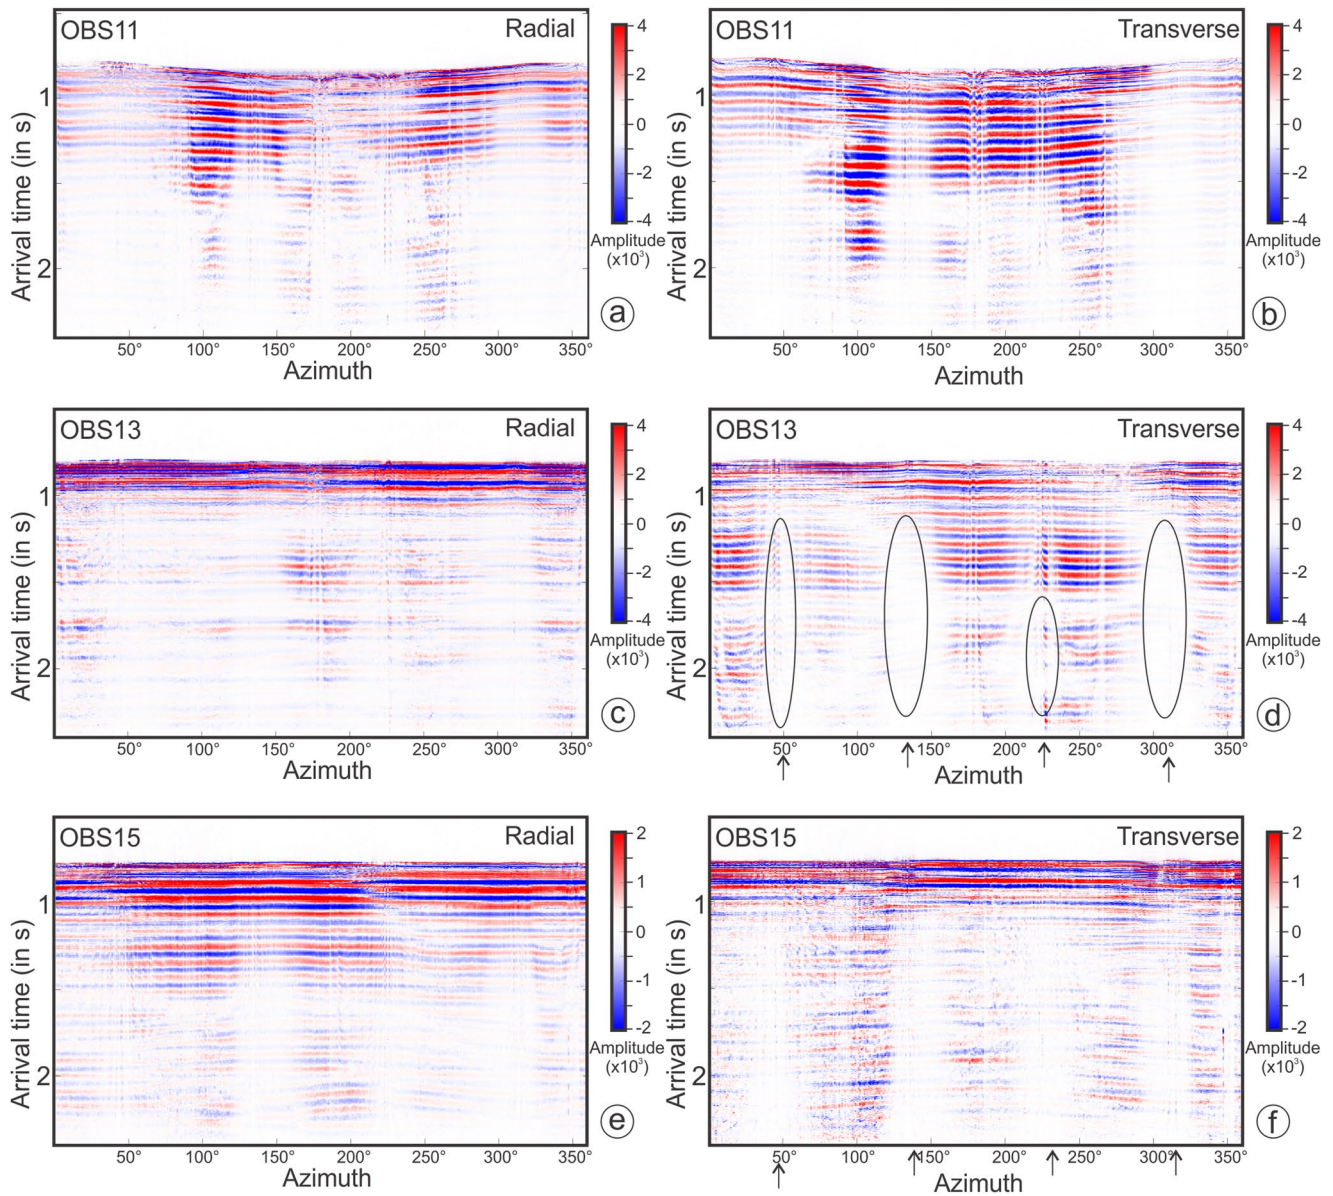 OBS11 Radial
4
2
0
-2
-4
Amplitude
(x10³)
1
2
Arrival time (in s)
50° 100° 150° 200° 250° 300° 350°
Azimuth
a
OBS11 Transverse
4
2
0
-2
-4
Amplitude
(x10³)
1
2
Arrival time (in s)
50° 100° 150° 200° 250° 300° 350°
Azimuth
b
OBS13 Radial
4
2
0
-2
-4
Amplitude
(x10³)
1
2
Arrival time (in s)
50° 100° 150° 200° 250° 300° 350°
Azimuth
c
OBS13 Transverse
4
2
0
-2
-4
Amplitude
(x10³)
1
2
Arrival time (in s)
50° 100° 150° 200° 250° 300° 350°
Azimuth
d
OBS15 Radial
2
1
0
-1
-2
Amplitude
(x10³)
1
2
Arrival time (in s)
50° 100° 150° 200° 250° 300° 350°
Azimuth
e
OBS15 Transverse
2
1
0
-1
-2
Amplitude
(x10³)
1
2
Arrival time (in s)
50° 100° 150° 200° 250° 300° 350°
Azimuth
f